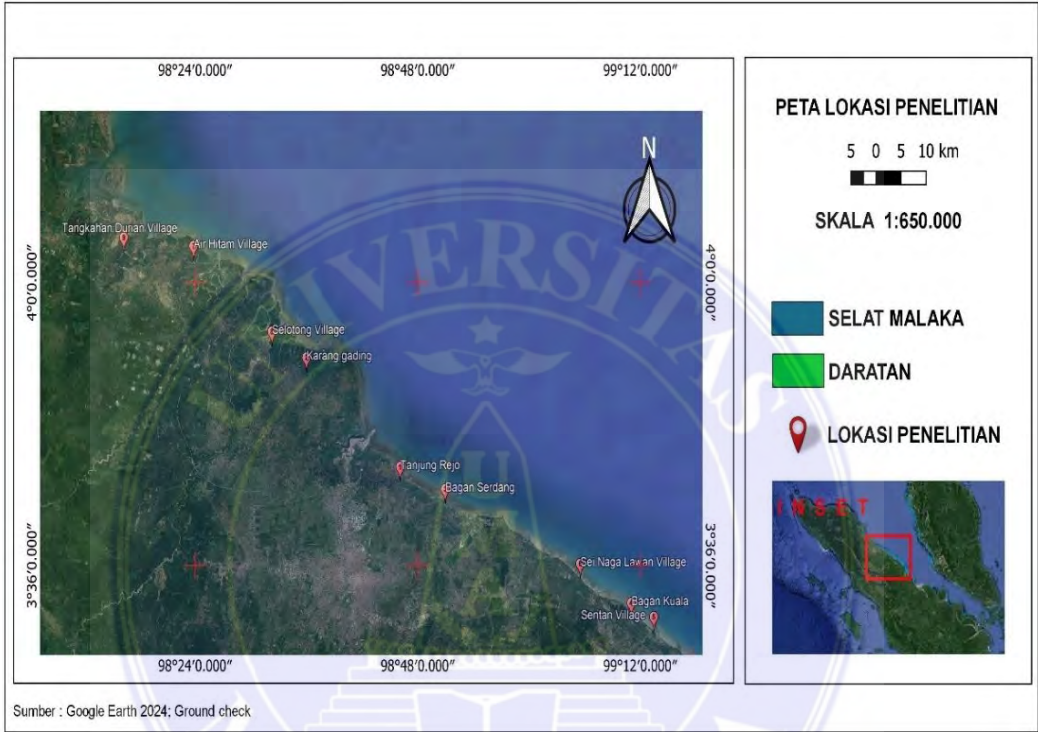 98°24'0.000" 98°48'0.000" 99°12'0.000"
4°0'0.000"
3°36'0.000"
4°0'0.000"
3°36'0.000"
N
Tangkahan Durian Village
Air Hitam Village
Selotong Village
Karang gading
Tanjung Rejo
Bagan Serdang
Sei Naga Lawan Village
Bagan Kuala
Sentan Village
98°24'0.000" 98°48'0.000" 99°12'0.000"
Sumber : Google Earth 2024; Ground check
PETA LOKASI PENELITIAN
5 0 5 10 km
SKALA 1:650.000
SELAT MALAKA
DARATAN
LOKASI PENELITIAN
INSET
UNIVERSITAS